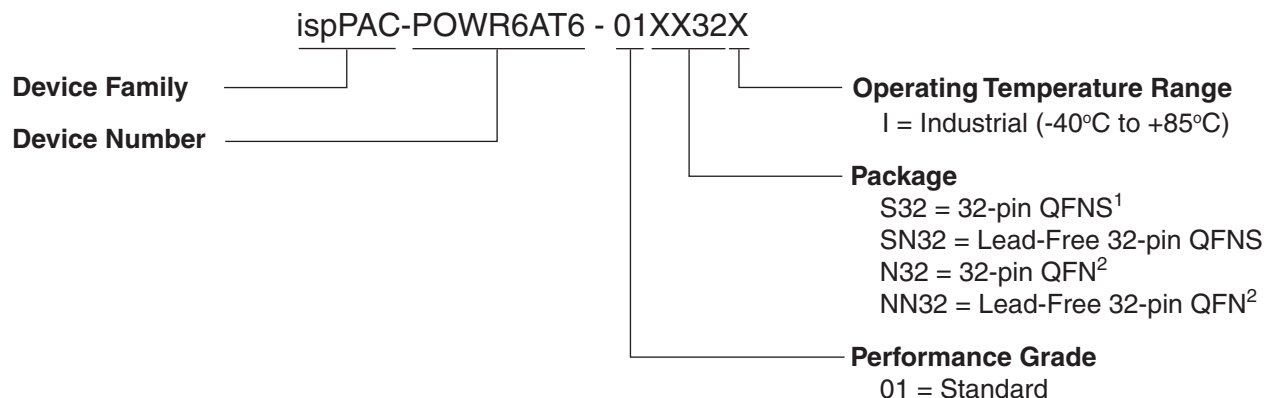 ispPAC-POWR6AT6 - 01XX32X
Device Family
Device Number
Operating Temperature Range
I = Industrial (-40°C to +85°C)
Package
S32 = 32-pin QFNS¹
SN32 = Lead-Free 32-pin QFNS
N32 = 32-pin QFN²
NN32 = Lead-Free 32-pin QFN²
Performance Grade
01 = Standard